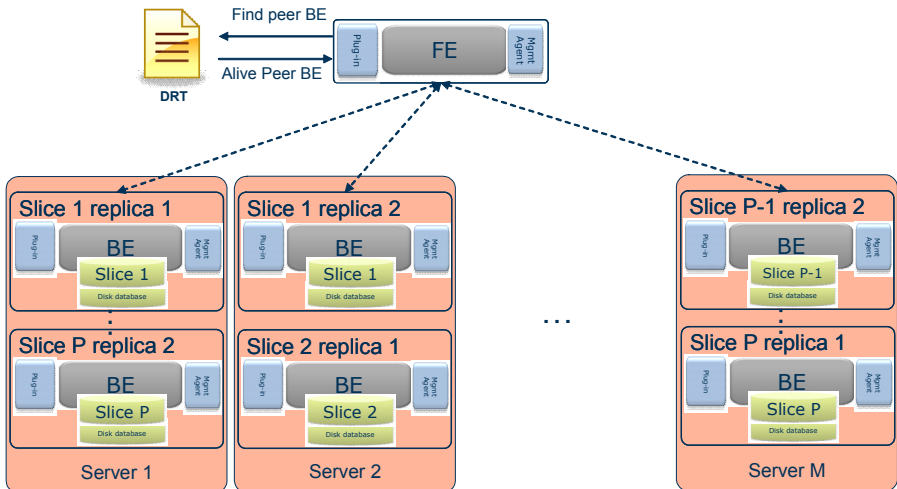 Find peer BE
Alive Peer BE
DRT
Plug-in
FE
Mgmt
Agent
Slice 1 replica 1
Plug-in
BE
Mgmt
Agent
Slice 1
Disk database
Slice P replica 2
Plug-in
BE
Mgmt
Agent
Slice P
Disk database
Server 1
Slice 1 replica 2
Plug-in
BE
Mgmt
Agent
Slice 1
Disk database
Slice 2 replica 1
Plug-in
BE
Mgmt
Agent
Slice 2
Disk database
Server 2
...
Slice P-1 replica 2
Plug-in
BE
Mgmt
Agent
Slice P-1
Disk database
Slice P replica 1
Plug-in
BE
Mgmt
Agent
Slice P
Disk database
Server M